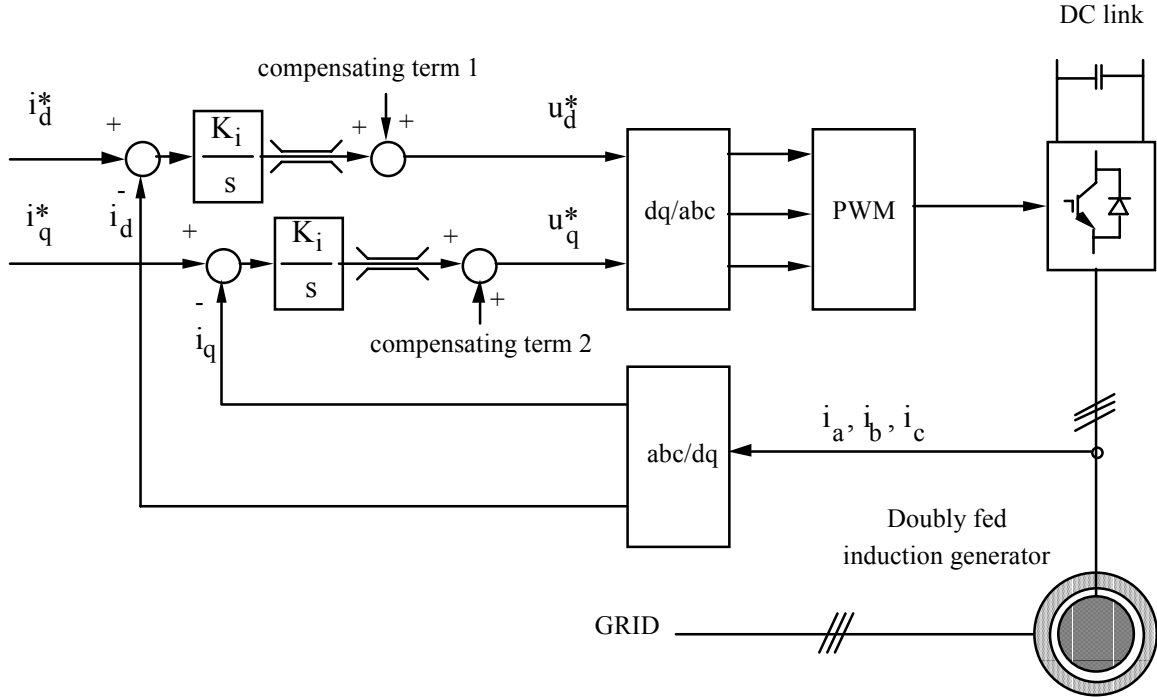 DC link
compensating term 1
i*d
+
Ki
s
+
+
u*d
-
id
i*q
+
Ki
s
+
u*q
+
dq/abc
PWM
-
iq
compensating term 2
abc/dq
ia, ib, ic
Doubly fed
induction generator
GRID